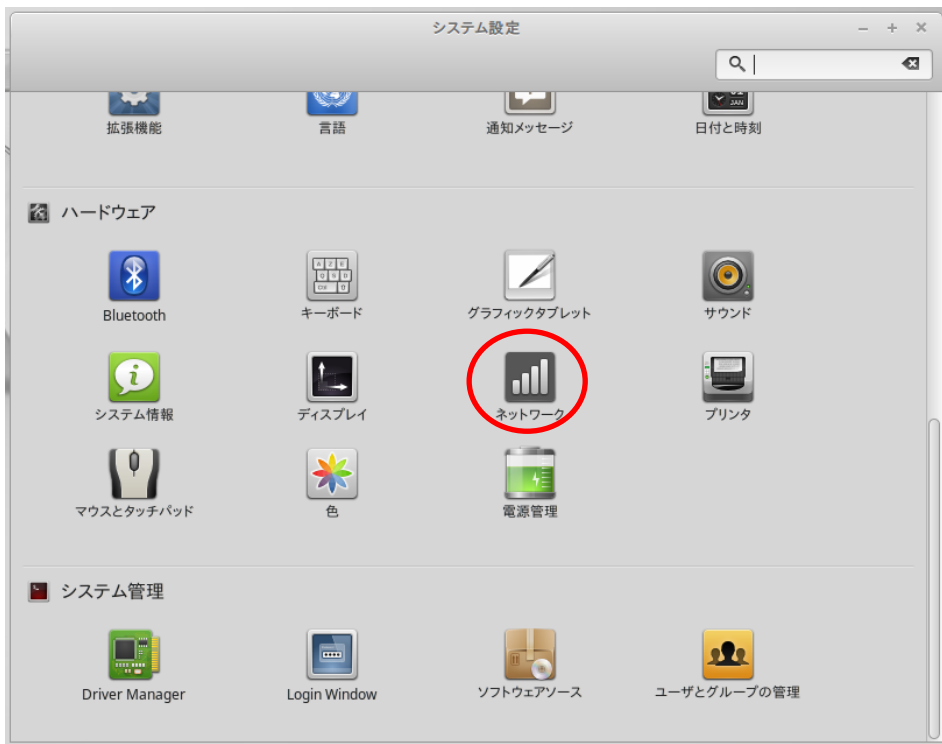 システム設定
拡張機能
言語
通知メッセージ
日付と時刻
ハードウェア
Bluetooth
キーボード
グラフィックタブレット
サウンド
システム情報
ディスプレイ
ネットワーク
プリンタ
マウスとタッチパッド
色
電源管理
システム管理
Driver Manager
Login Window
ソフトウェアソース
ユーザとグループの管理